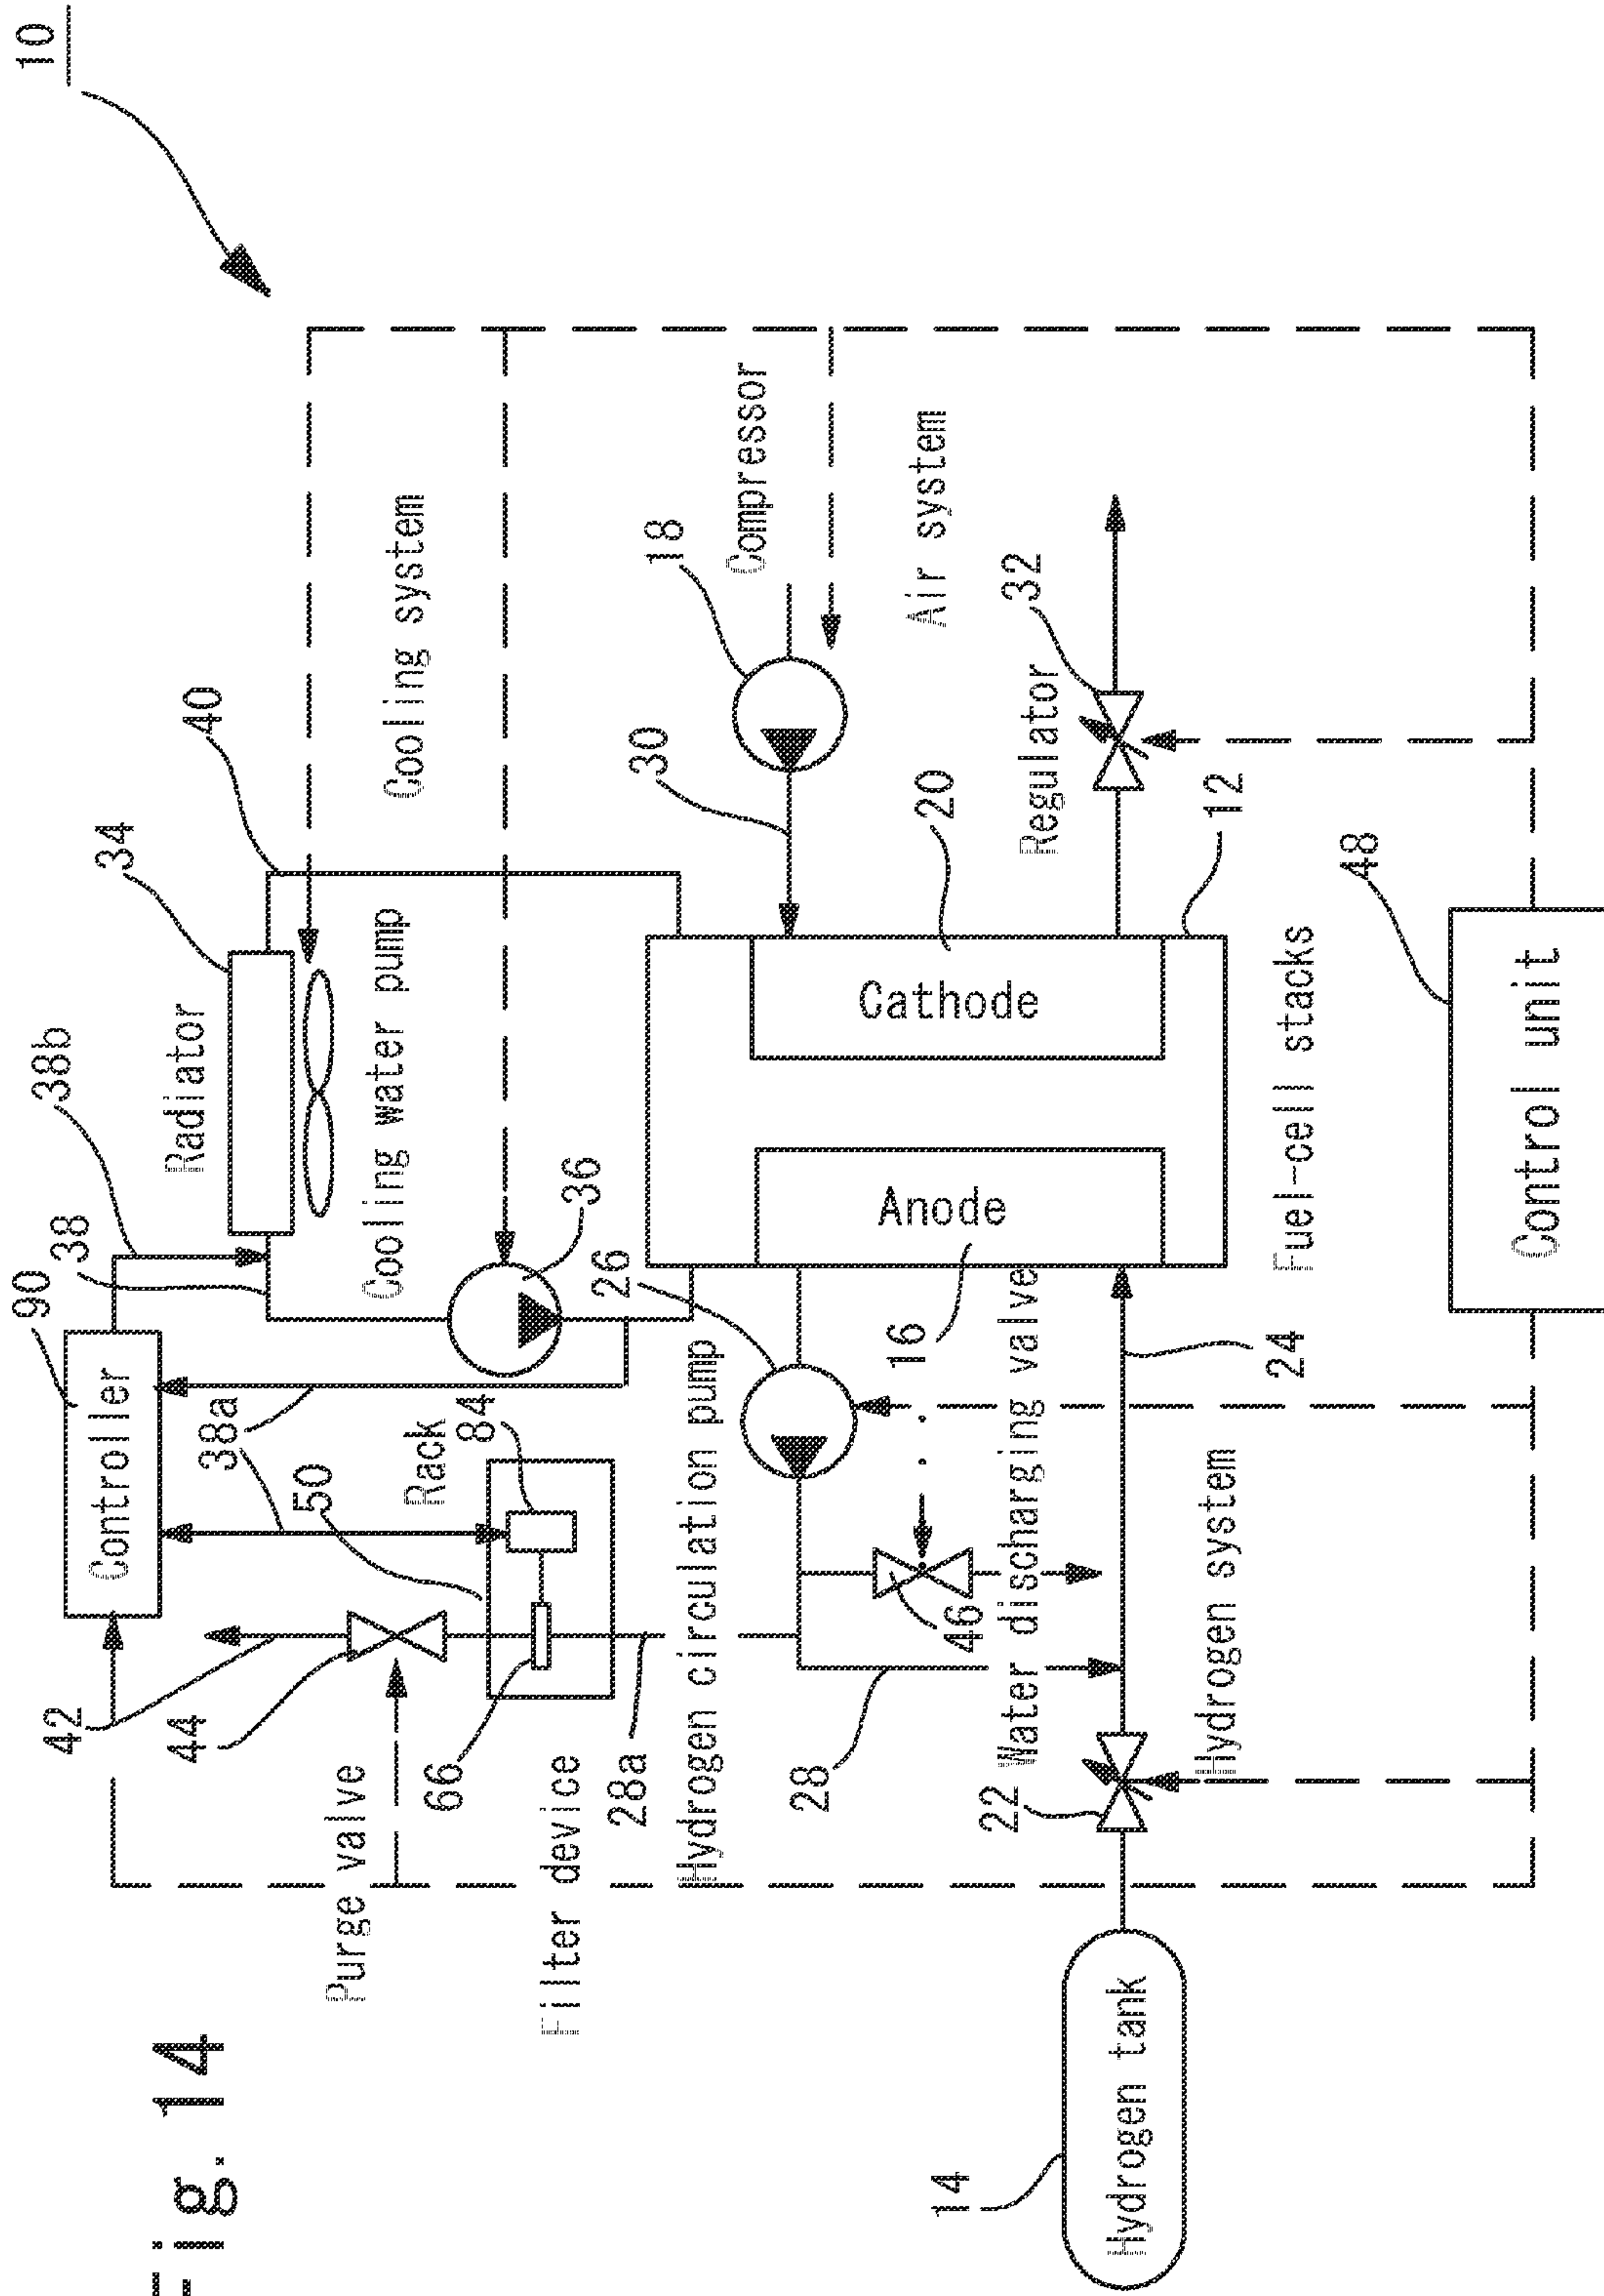 Fig. 14
10
42
90
38
38b
34
40
Controller
Radiator
44
38a
Cooling system
Purge valve
50
Rack
84
Cooling water pump
66
36
Filter device
28a
26
30
18
Compressor
Hydrogen circulation pump
28
16
Anode
Cathode
20
Air system
22
46
Water discharging valve
Regulator
32
14
Hydrogen tank
Hydrogen system
24
12
Fuel-cell stacks
48
Control unit